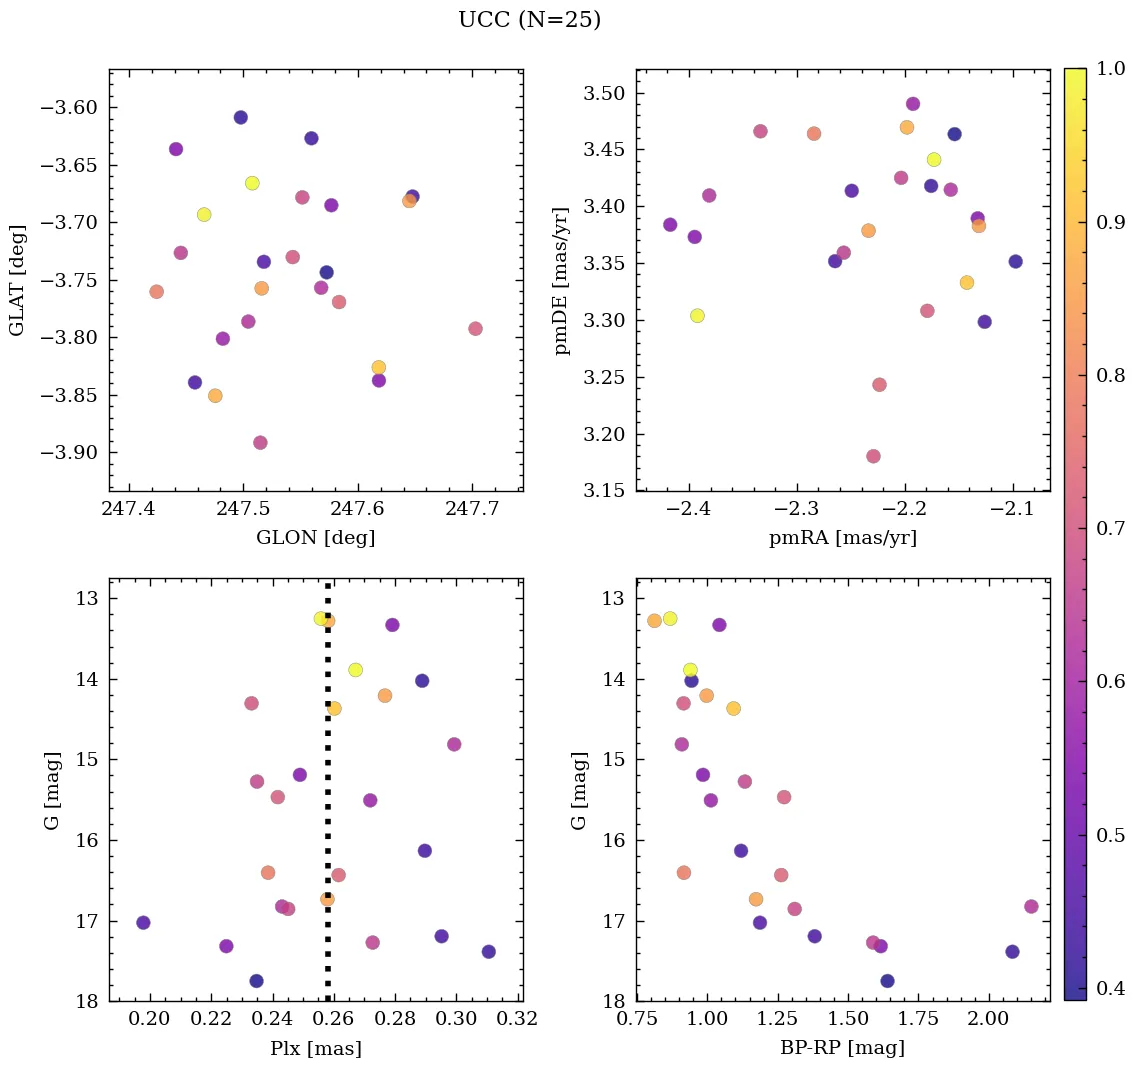 UCC (N=25)
−3.60
−3.65
−3.70
−3.75
−3.80
−3.85
−3.90
GLAT [deg]
247.4 247.5 247.6 247.7
GLON [deg]
3.50
3.45
3.40
3.35
3.30
3.25
3.20
3.15
pmDE [mas/yr]
−2.4 −2.3 −2.2 −2.1
pmRA [mas/yr]
1.0
0.9
0.8
0.7
0.6
0.5
0.4
13
14
15
16
17
18
G [mag]
0.20 0.22 0.24 0.26 0.28 0.30 0.32
Plx [mas]
13
14
15
16
17
18
G [mag]
0.75 1.00 1.25 1.50 1.75 2.00
BP-RP [mag]